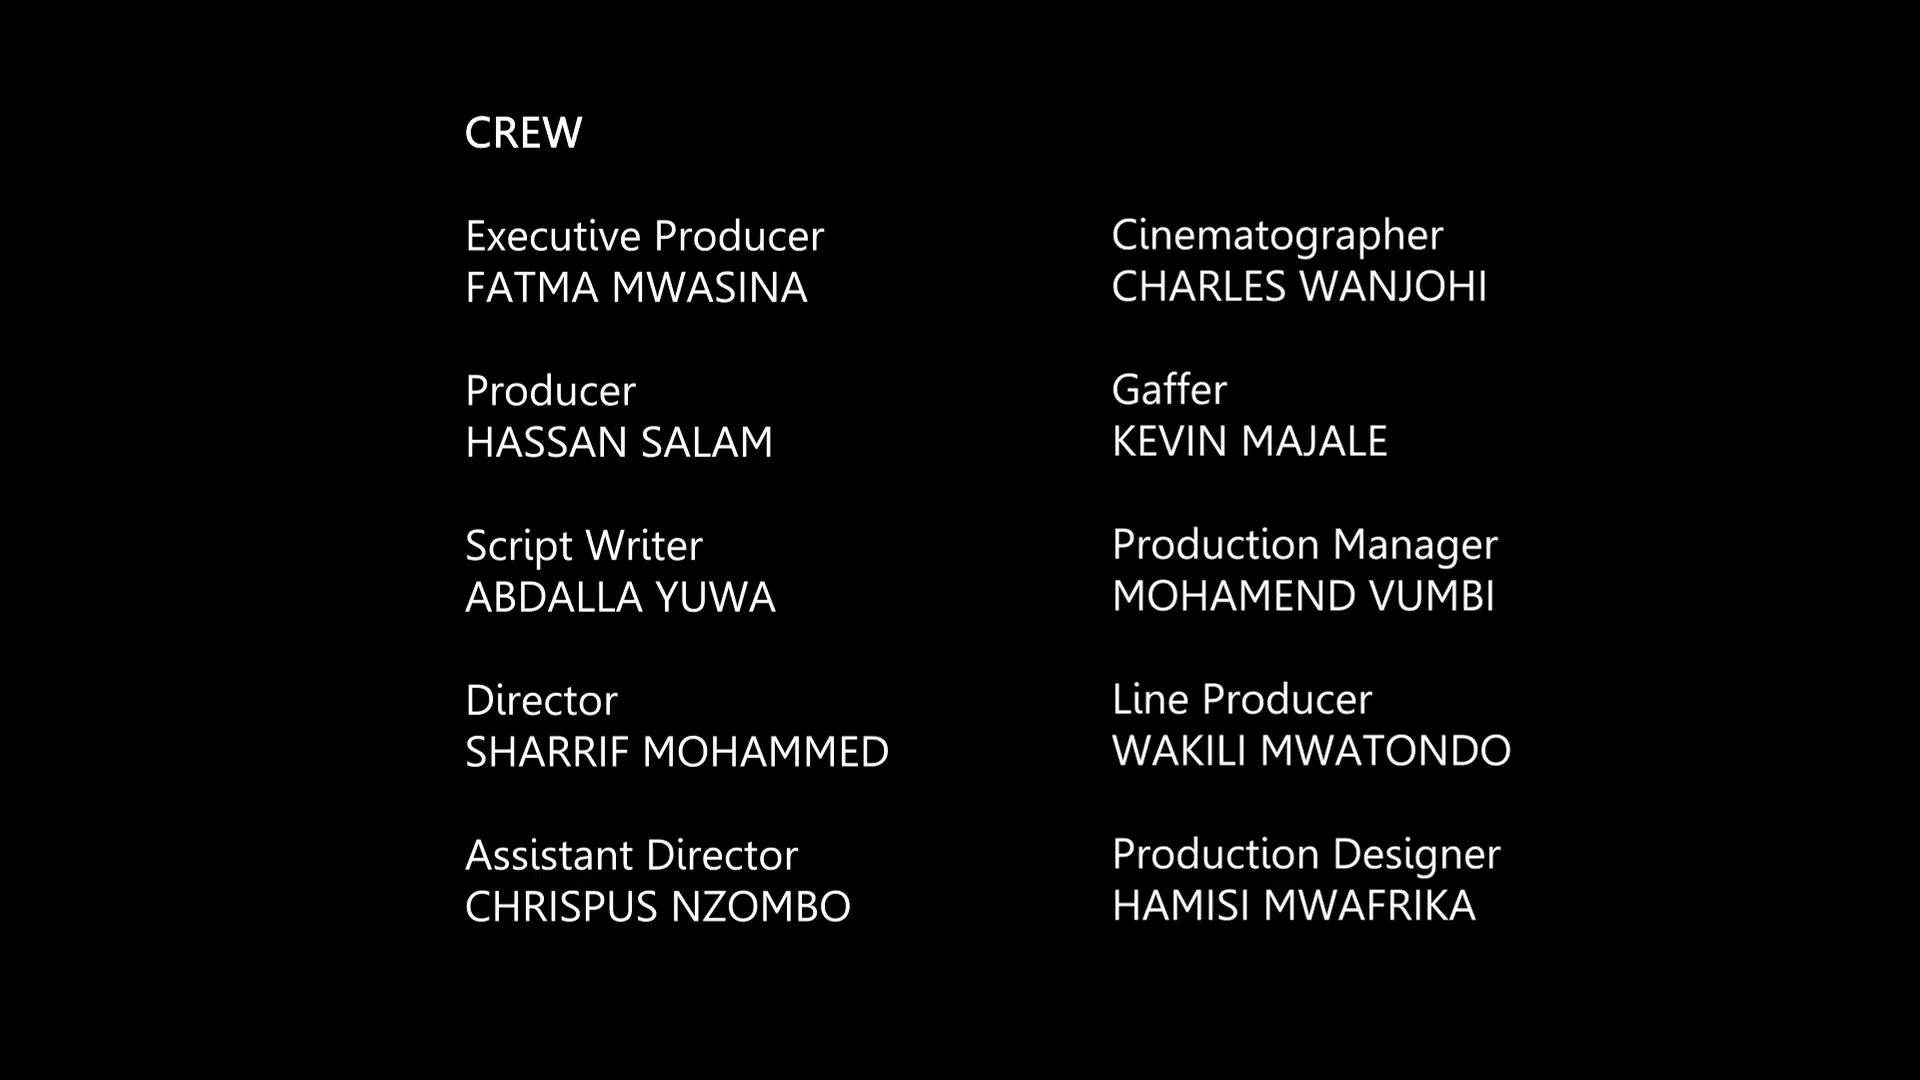 CREW
Executive Producer
FATMA MWASINA
Producer
HASSAN SALAM
Script Writer
ABDALLA YUWA
Director
SHARRIF MOHAMMED
Assistant Director
CHRISPUS NZOMBO
Cinematographer
CHARLES WANJOHI
Gaffer
KEVIN MAJALE
Production Manager
MOHAMEND VUMBI
Line Producer
WAKILI MWATONDO
Production Designer
HAMISI MWAFRIKA